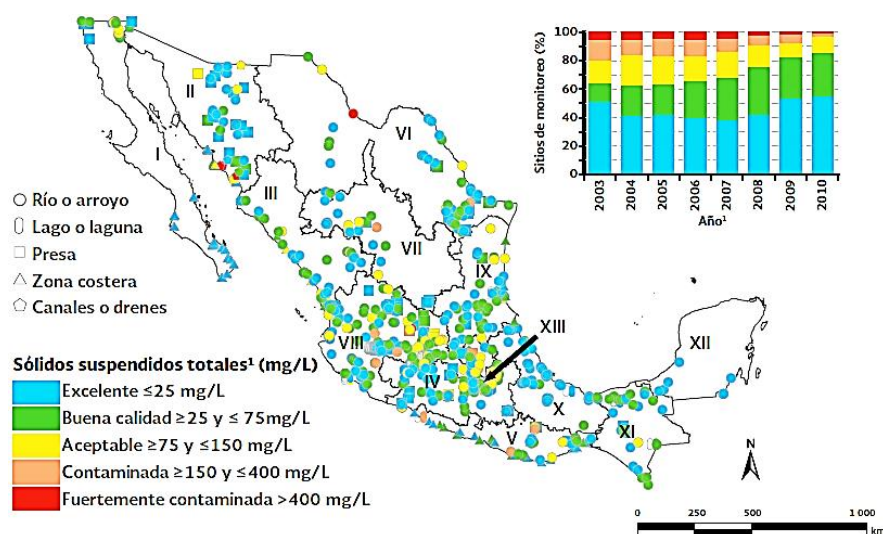 II
I
III
VI
VII
IX
VIII
IV
V
X
XI
XII
XIII
Río o arroyo
Lago o laguna
Presa
Zona costera
Canales o drenes
Sólidos suspendidos totales¹ (mg/L)
Excelente ≤25 mg/L
Buena calidad ≥25 y ≤ 75mg/L
Aceptable ≥75 y ≤150 mg/L
Contaminada ≥150 y ≤400 mg/L
Fuertemente contaminada >400 mg/L
Sitios de monitoreo (%)
100
80
60
40
20
0
2003
2004
2005
2006
2007
2008
2009
2010
Año¹
N
0 250 500 1 000
km